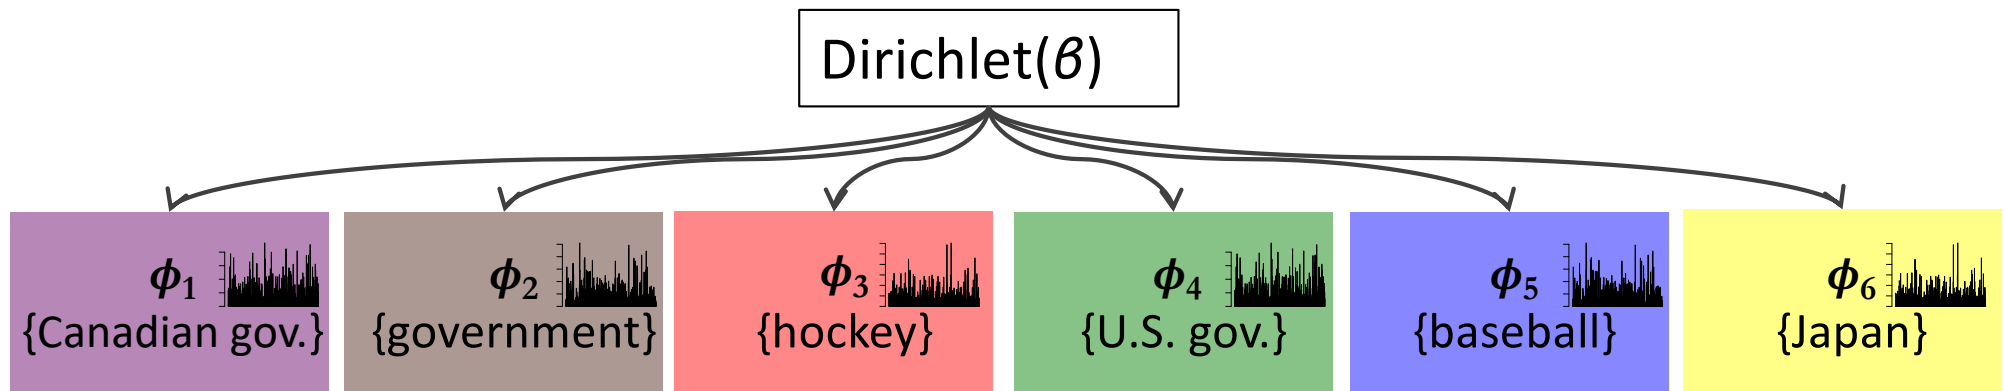 Dirichlet(β)
ϕ1 ϕ2 ϕ3 ϕ4 ϕ5 ϕ6
{Canadian gov.} {government} {hockey} {U.S. gov.} {baseball} {Japan}